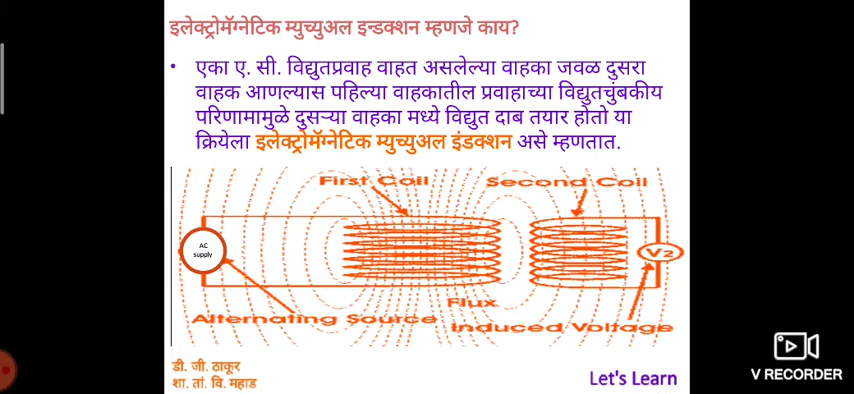 इलेक्ट्रोमॅग्नेटिक म्युच्युअल इन्डक्शन म्हणजे काय?
• एका ए. सी. विद्युतप्रवाह वाहत असलेल्या वाहका जवळ दुसरा
वाहक आणल्यास पहिल्या वाहकातील प्रवाहाच्या विद्युतचुंबकीय
परिणामामुळे दुसऱ्या वाहका मध्ये विद्युत दाब तयार होतो या
क्रियेला इलेक्ट्रोमॅग्नेटिक म्युच्युअल इंडक्शन असे म्हणतात.
First Coil
Second Coil
AC
supply
V2
Flux
Alternating Source
Induced Voltage
डी. जी. ठाकूर
शा. तां. वि. महाड
Let's Learn
V RECORDER